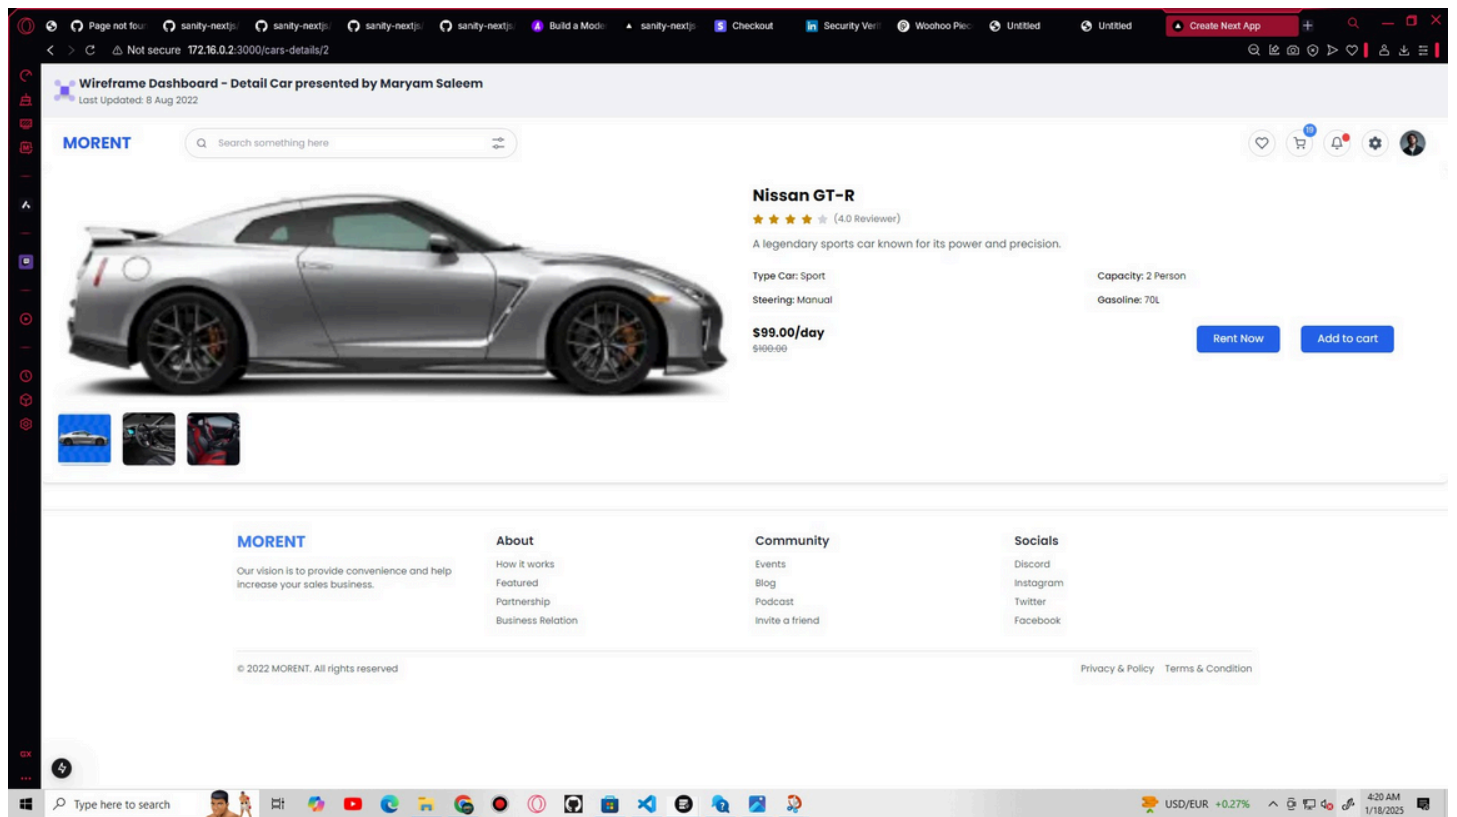 Page not foun
sanity-nextjs/
sanity-nextjs/
sanity-nextjs/
sanity-nextjs/
Build a Mode
sanity-nextjs
Checkout
Security Veri
Woohoo Piec
Untitled
Untitled
Create Next App
Not secure 172.16.0.2:3000/cars-details/2
Wireframe Dashboard - Detail Car presented by Maryam Saleem
Last Updated: 8 Aug 2022
MORENT
Search something here
19
Nissan GT-R
(4.0 Reviewer)
A legendary sports car known for its power and precision.
Type Car: Sport
Capacity: 2 Person
Steering: Manual
Gasoline: 70L
$99.00/day
$100.00
Rent Now
Add to cart
MORENT
Our vision is to provide convenience and help
increase your sales business.
About
How it works
Featured
Partnership
Business Relation
Community
Events
Blog
Podcast
Invite a friend
Socials
Discord
Instagram
Twitter
Facebook
© 2022 MORENT. All rights reserved
Privacy & Policy
Terms & Condition
Type here to search
USD/EUR +0.27%
4:20 AM
1/18/2025